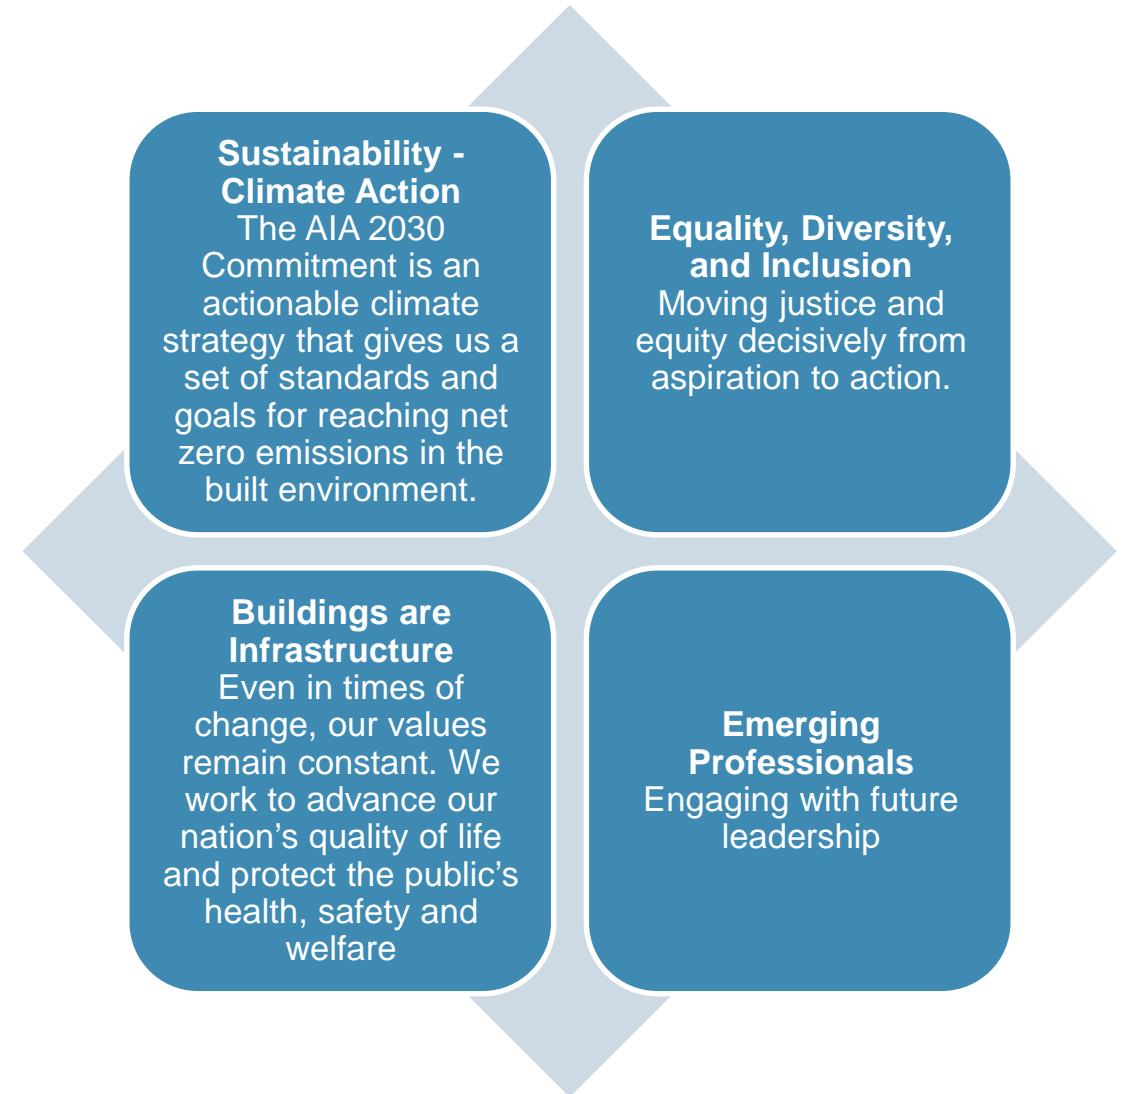 Sustainability -
Climate Action
The AIA 2030
Commitment is an
actionable climate
strategy that gives us a
set of standards and
goals for reaching net
zero emissions in the
built environment.
Equality, Diversity,
and Inclusion
Moving justice and
equity decisively from
aspiration to action.
Buildings are
Infrastructure
Even in times of
change, our values
remain constant. We
work to advance our
nation’s quality of life
and protect the public’s
health, safety and
welfare
Emerging
Professionals
Engaging with future
leadership